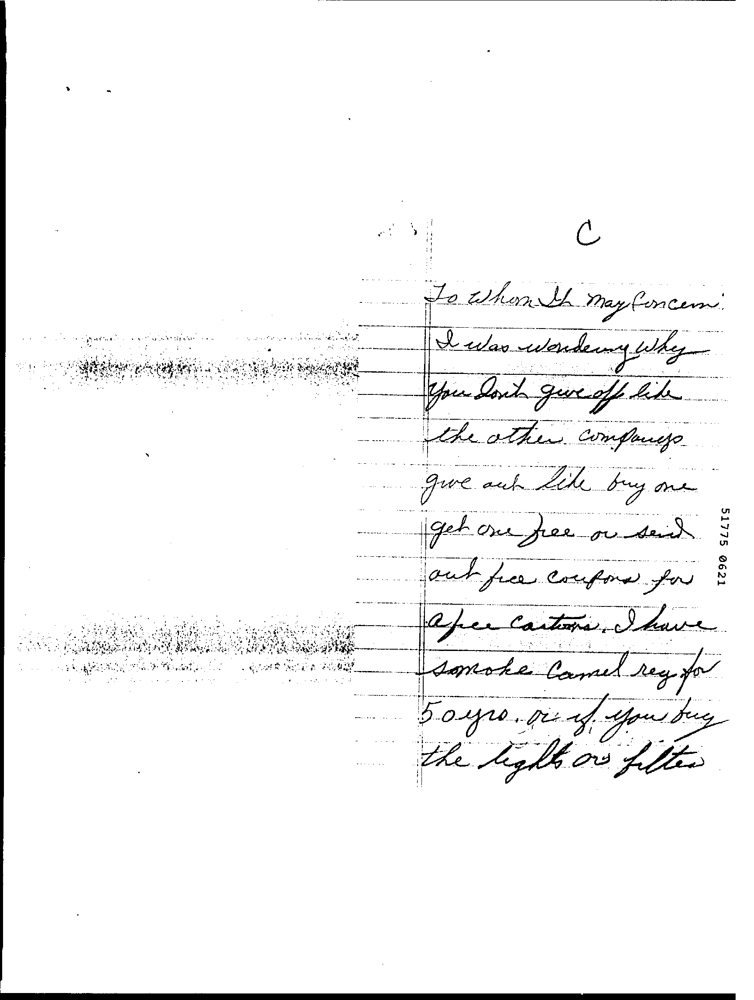 C
To Whom It May Concern:
I was wondering why
You Don't give off like
the other companys
give out like buy one
get one free or send
out free coupons for
a free cartons. I have
somoke Camel reg for
50 yrs. or if you buy
the lights or filter
51775 0621